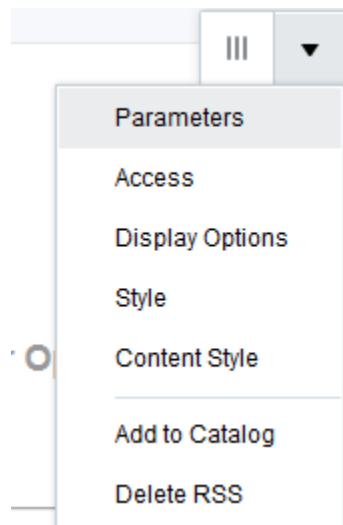 Parameters
Access
Display Options
Style
Content Style
Add to Catalog
Delete RSS